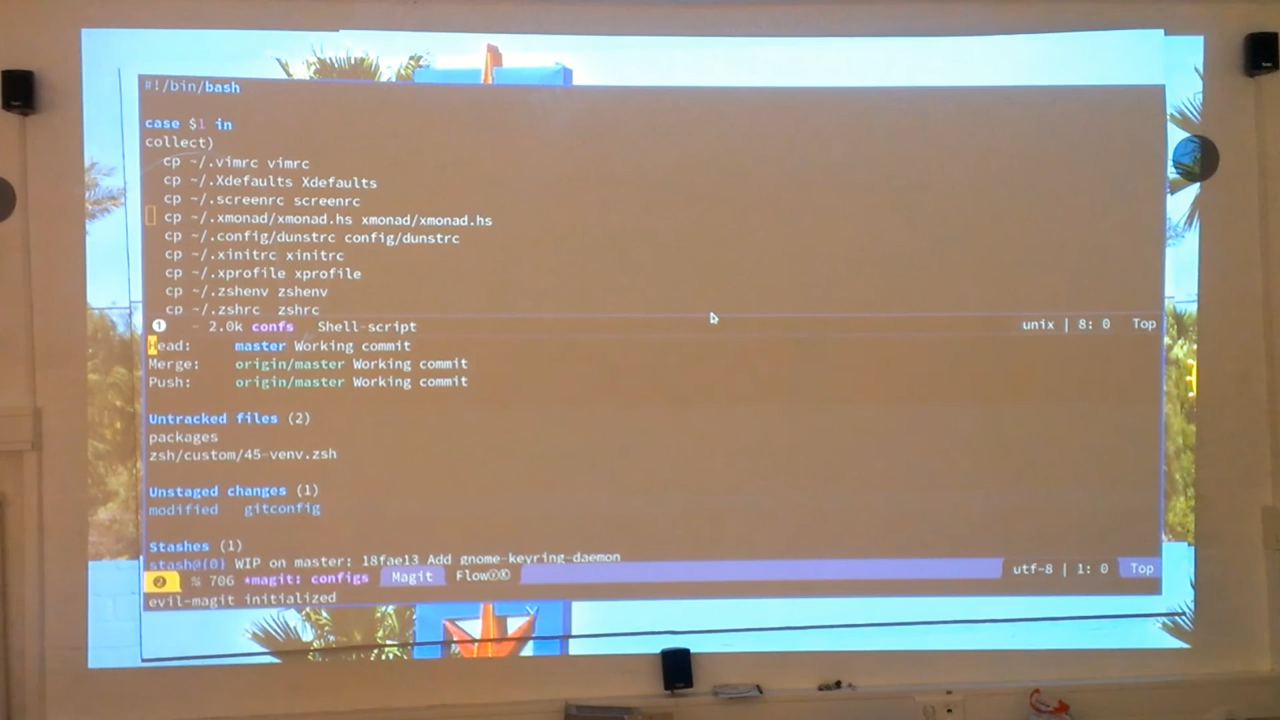 #!/bin/bash
case $1 in
collect)
cp ~/.vimrc vimrc
cp ~/.Xdefaults Xdefaults
cp ~/.screenrc screenrc
cp ~/.xmonad/xmonad.hs xmonad/xmonad.hs
cp ~/.config/dunstrc config/dunstrc
cp ~/.xinitrc xinitrc
cp ~/.xprofile xprofile
cp ~/.zshenv zshenv
cp ~/.zshrc zshrc
1 - 2.0k confs Shell-script unix | 8: 0 Top
Head: master Working commit
Merge: origin/master Working commit
Push: origin/master Working commit
Untracked files (2)
packages
zsh/custom/45-venv.zsh
Unstaged changes (1)
modified gitconfig
Stashes (1)
stash@{0} WIP on master: 18fae13 Add gnome-keyring-daemon
2 % 706 *magit: configs Magit FlowⓎⓀ utf-8 | 1: 0 Top
evil-magit initialized